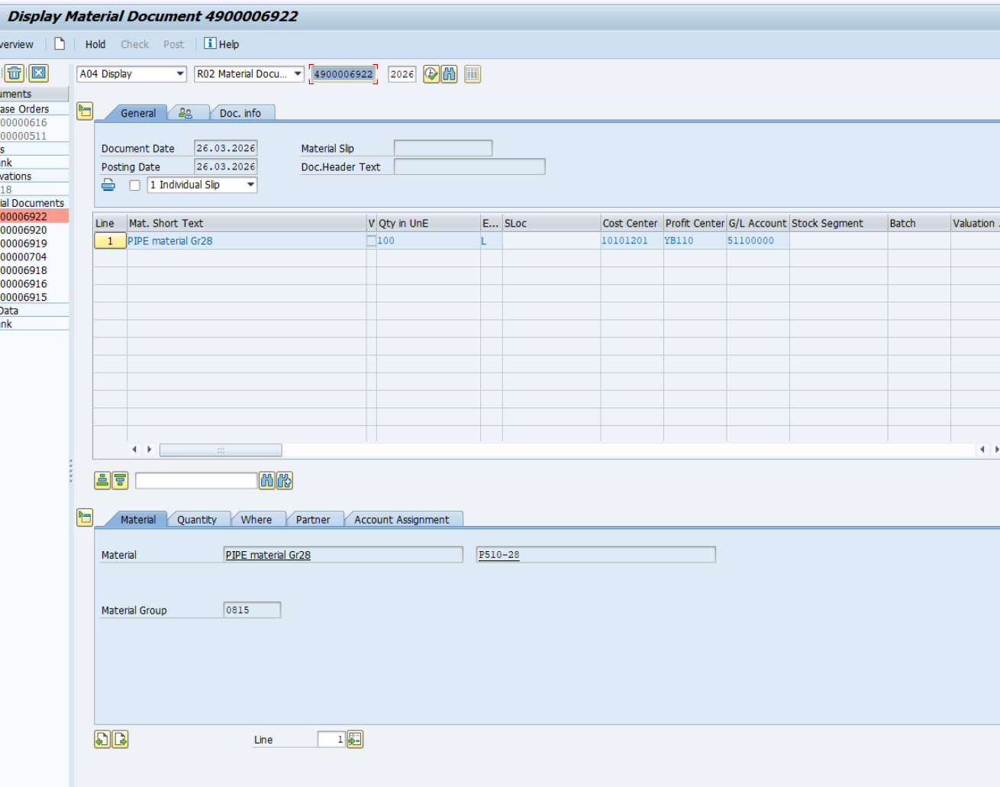 Display Material Document 4900006922
verview Hold Check Post Help
A04 Display R02 Material Docu... 4900006922 2026
uments
ase Orders
00000616
00000511
s
nk
vations
18
ial Documents
00006922
00006920
00006919
00000704
00006918
00006916
00006915
Data
nk
General Doc. info
Document Date 26.03.2026 Material Slip
Posting Date 26.03.2026 Doc.Header Text
1 Individual Slip
Line Mat. Short Text V Qty in UnE E... SLoc Cost Center Profit Center G/L Account Stock Segment Batch Valuation
1 PIPE material Gr28 100 L 10101201 YB110 51100000
Material Quantity Where Partner Account Assignment
Material PIPE material Gr28 P510-28
Material Group 0815
Line 1